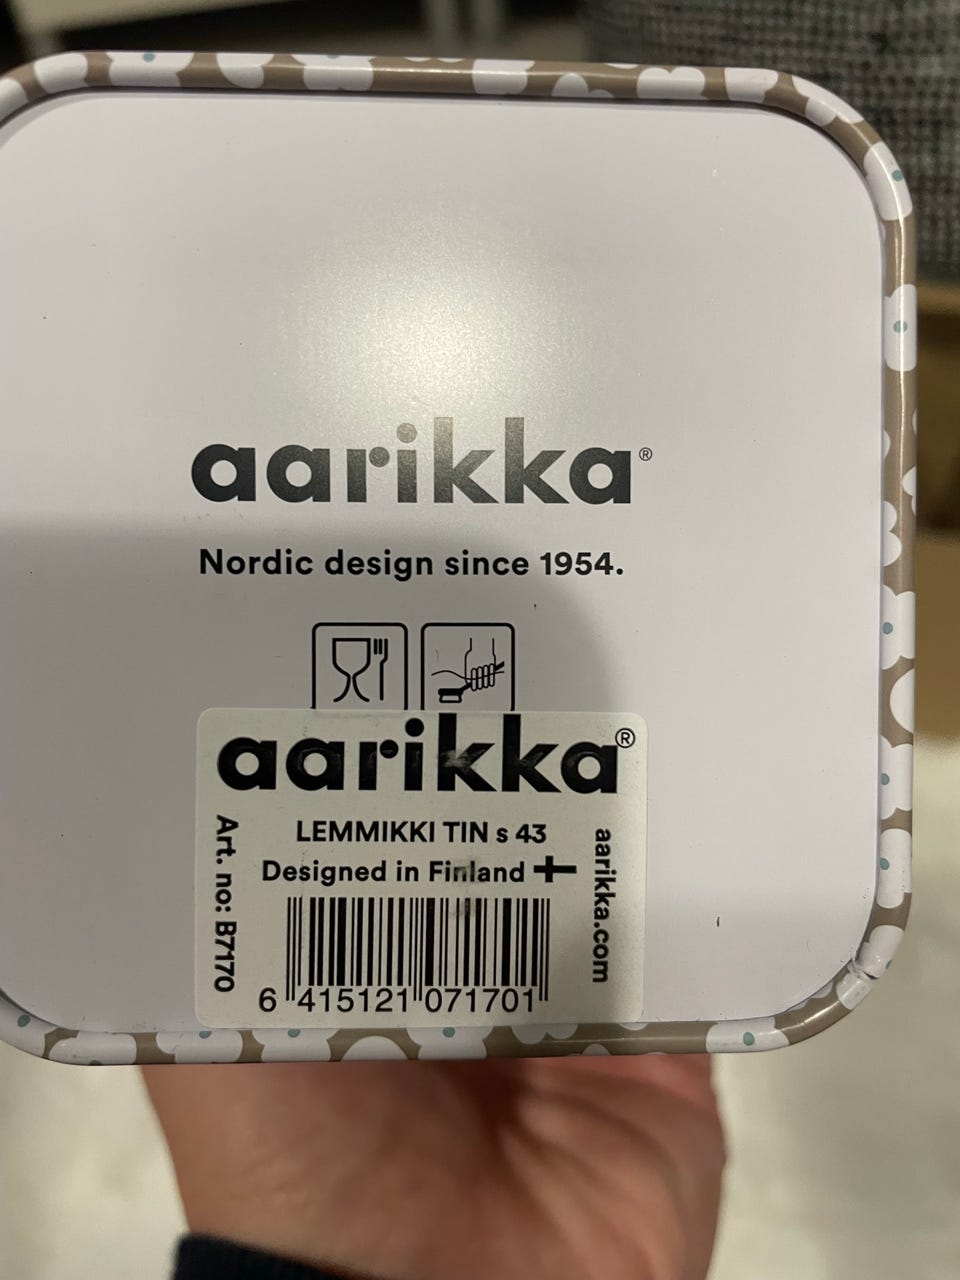 aarikka®
Nordic design since 1954.
aarikka®
LEMMIKKI TIN s 43
Designed in Finland
Art. no: B7170
aarikka.com
6 415121 071701